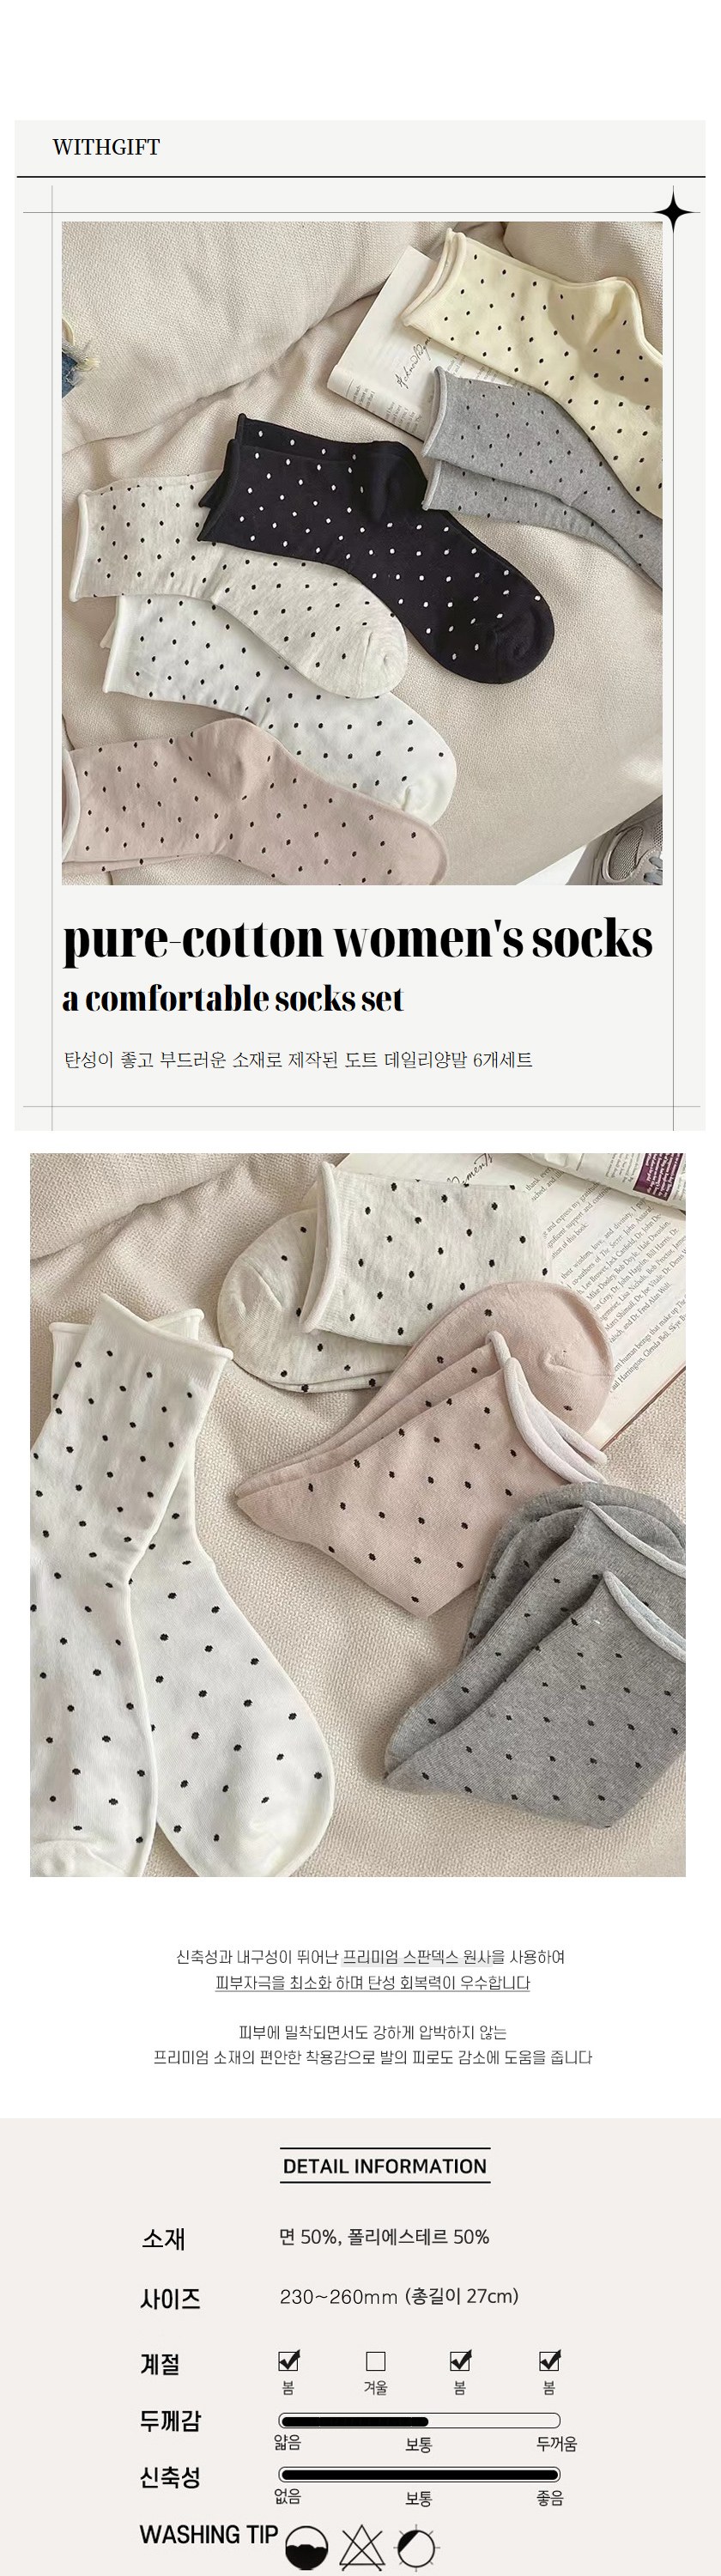 WITHGIFT
pure-cotton women's socks
a comfortable socks set
탄성이 좋고 부드러운 소재로 제작된 도트 데일리양말 6개세트
신축성과 내구성이 뛰어난 프리미엄 스판덱스 원사을 사용하여
피부자극을 최소화 하며 탄성 회복력이 우수합니다
피부에 밀착되면서도 강하게 압박하지 않는
프리미엄 소재의 편안한 착용감으로 발의 피로도 감소에 도움을 줍니다
DETAIL INFORMATION
소재 면 50%, 폴리에스테르 50%
사이즈 230~260mm (총길이 27cm)
계절
봄 겨울 봄 봄
두께감
얇음 보통 두꺼움
신축성
없음 보통 좋음
WASHING TIP